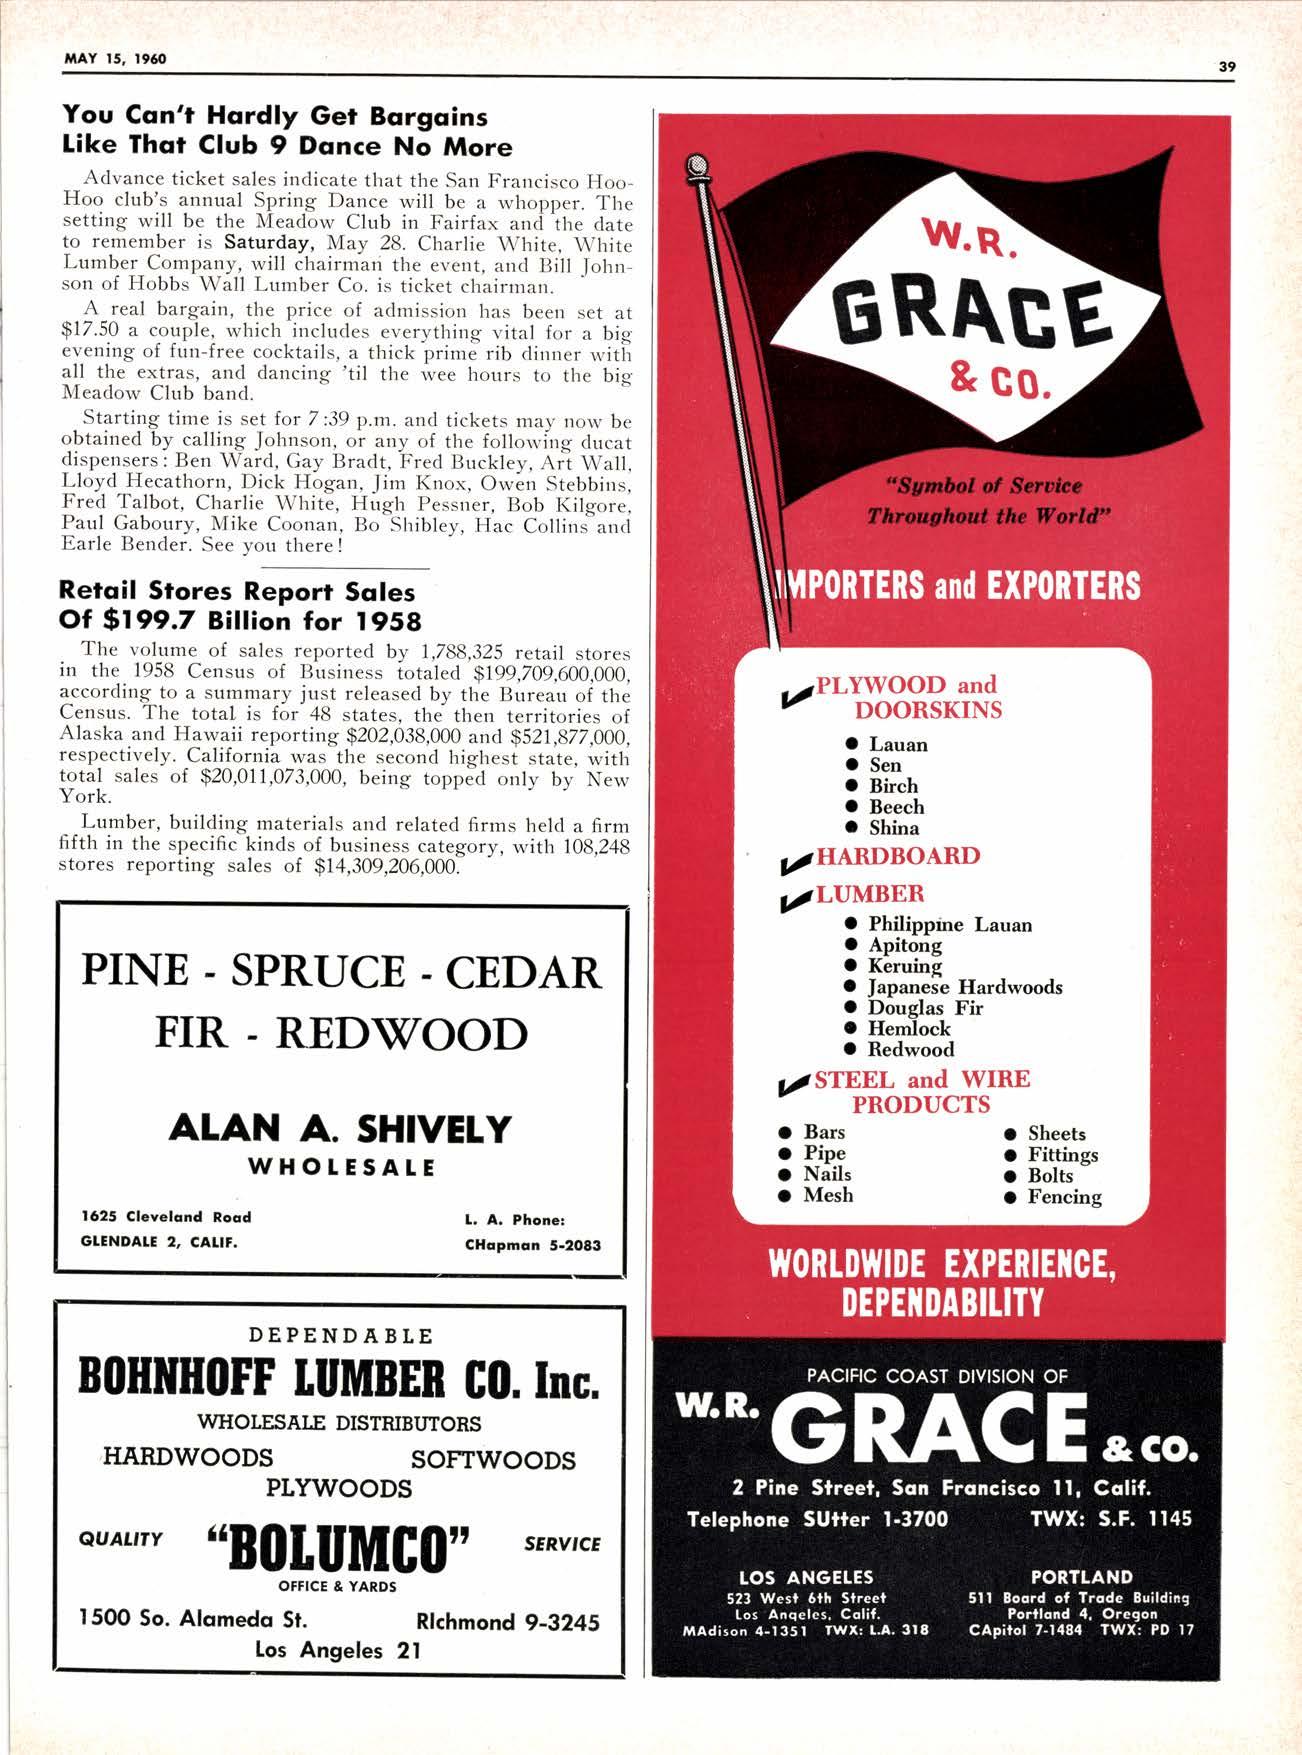 MAY 15, 1960
39
You Can't Hardly Get Bargains
Like That Club 9 Dance No More
Advance ticket sales indicate that the San Francisco Hoo-
Hoo club's annual Spring Dance will be a whopper. The
setting will be the Meadow Club in Fairfax and the date
to remember is Saturday, May 28. Charlie White, White
Lumber Company, will chairman the event, and Bill John-
son of Hobbs Wall Lumber Co. is ticket chairman.
A real bargain, the price of admission has been set at
$17.50 a couple, which includes everything vital for a big
evening of fun-free cocktails, a thick prime rib dinner with
all the extras, and dancing 'til the wee hours to the big
Meadow Club band.
Starting time is set for 7:39 p.m. and tickets may now be
obtained by calling Johnson, or any of the following ducat
dispensers: Ben Ward, Gay Bradt, Fred Buckley, Art Wall,
Lloyd Hecathorn, Dick Hogan, Jim Knox, Owen Stebbins,
Fred Talbot, Charlie White, Hugh Pessner, Bob Kilgore,
Paul Gaboury, Mike Coonan, Bo Shibley, Hac Collins and
Earle Bender. See you there!
Retail Stores Report Sales
Of $199.7 Billion for 1958
The volume of sales reported by 1,788,325 retail stores
in the 1958 Census of Business totaled $199,709,600,000,
according to a summary just released by the Bureau of the
Census. The total is for 48 states, the then territories of
Alaska and Hawaii reporting $202,038,000 and $521,877,000,
respectively. California was the second highest state, with
total sales of $20,011,073,000, being topped only by New
York.
Lumber, building materials and related firms held a firm
fifth in the specific kinds of business category, with 108,248
stores reporting sales of $14,309,206,000.
PINE - SPRUCE - CEDAR
FIR - REDWOOD
ALAN A. SHIVELY
WHOLESALE
1625 Cleveland Road
GLENDALE 2, CALIF.
L. A. Phone:
CHapman 5-2083
DEPENDABLE
BOHNHOFF LUMBER CO. Inc.
WHOLESALE DISTRIBUTORS
HARDWOODS SOFTWOODS
PLYWOODS
QUALITY "BOLUMCO" SERVICE
OFFICE & YARDS
1500 So. Alameda St. RIchmond 9-3245
Los Angeles 21
W.R.
GRACE
& CO.
"Symbol of Service
Throughout the World"
IMPORTERS and EXPORTERS
PLYWOOD and
DOORSKINS
● Lauan
● Sen
● Birch
● Beech
● Shina
HARDBOARD
LUMBER
● Philippine Lauan
● Apitong
● Keruing
● Japanese Hardwoods
● Douglas Fir
● Hemlock
● Redwood
STEEL and WIRE
PRODUCTS
● Bars
● Pipe
● Nails
● Mesh
● Sheets
● Fittings
● Bolts
● Fencing
WORLDWIDE EXPERIENCE,
DEPENDABILITY
PACIFIC COAST DIVISION OF
W.R. GRACE & CO.
2 Pine Street, San Francisco 11, Calif.
Telephone SUtter 1-3700 TWX: S.F. 1145
LOS ANGELES
523 West 6th Street
Los Angeles, Calif.
MAdison 4-1351 TWX: L.A. 318
PORTLAND
511 Board of Trade Building
Portland 4, Oregon
CApitol 7-1484 TWX: PD 17